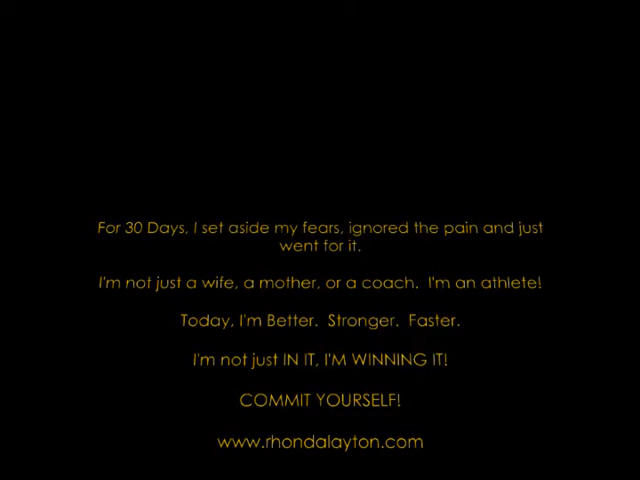 For 30 Days, I set aside my fears, ignored the pain and just
went for it.
I'm not just a wife, a mother, or a coach.  I'm an athlete!
Today, I'm Better.  Stronger.  Faster.
I'm not just IN IT, I'M WINNING IT!
COMMIT YOURSELF!
www.rhondalayton.com